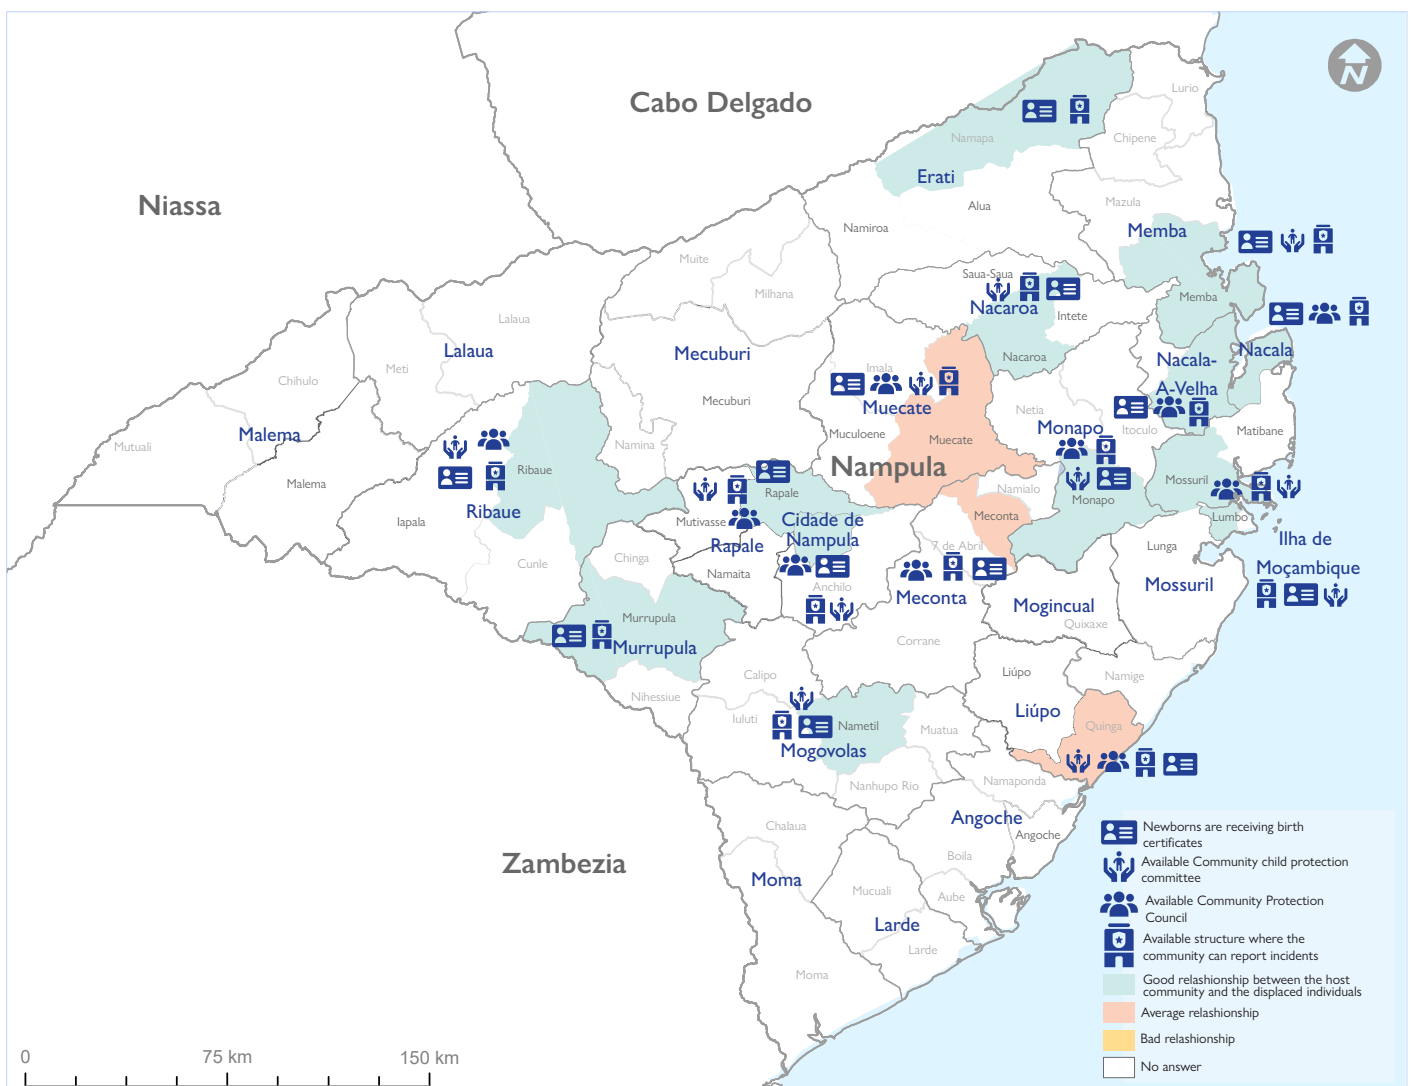 N
Cabo Delgado
Lurio
Namapa
Chipene
Erati
Niassa
Alua
Mazula
Namiroa
Memba
Muite
Saua-Saua
Milhana
Nacaroa
Memba
Intete
Lalaua
Lalaua
Mecuburi
Nacaroa
Nacala-
A-Velha
Nacala
Meti
Imala
Chihulo
Mecuburi
Muecate
Netia
Monapo
Itoculo
Matibane
Malema
Muculoene
Muecate
Mutuali
Namina
Nampula
Ribaue
Malema
Rapale
Namialo
Monapo
Mossuril
Ribaue
Iapala
Mutivasse
Cidade de
Nampula
Meconta
Lumbo
Rapale
7 de Abril
Lunga
Ilha de
Moçambique
Cunle
Chinga
Namaita
Anchilo
Meconta
Mossuril
Mogincual
Quixaxe
Murrupula
Murrupula
Corrane
Calipo
Liúpo
Namige
Nihessiue
Iuluti
Liúpo
Nametil
Muatua
Quinga
Mogovolas
Namaponda
Nanhupo Rio
Chalaua
Angoche
Angoche
Zambezia
Boila
Moma
Mucuali
Aube
Larde
Larde
Moma
Newborns are receiving birth
certificates
Available Community child protection
committee
Available Community Protection
Council
Available structure where the
community can report incidents
Good relashionship between the host
community and the displaced individuals
Average relashionship
Bad relashionship
No answer
0 75 km 150 km